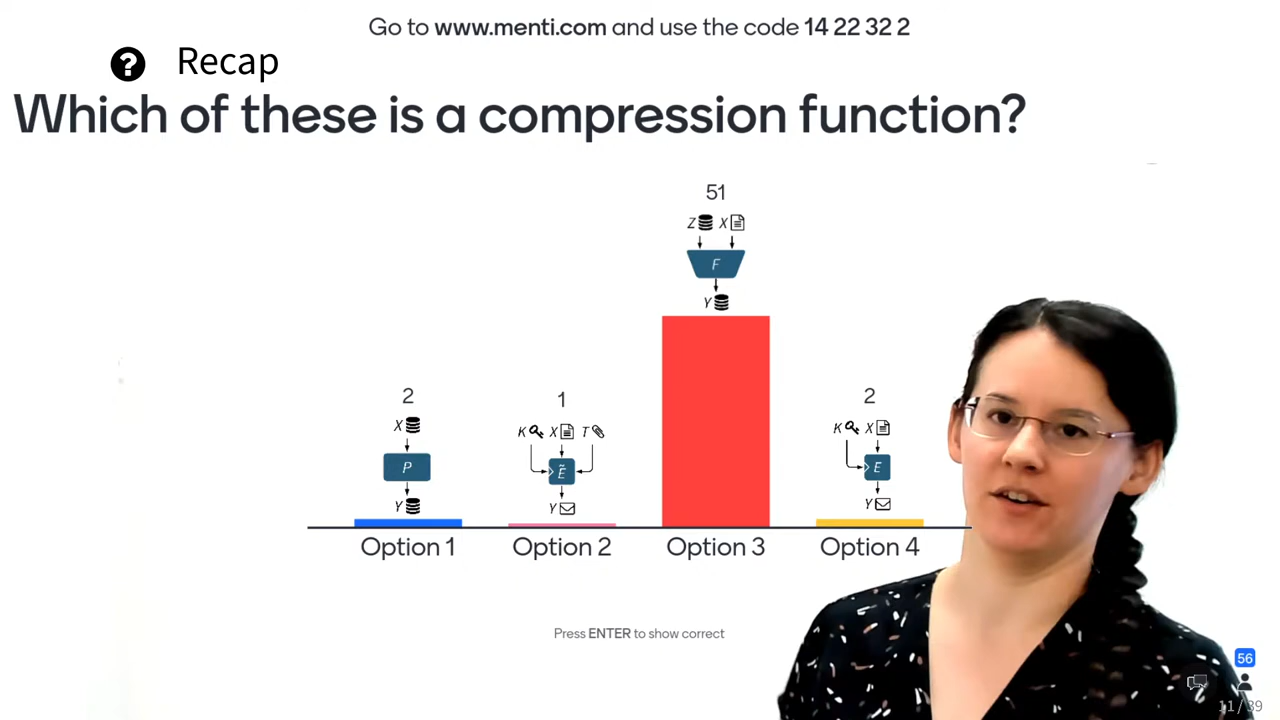 Go to www.menti.com and use the code 14 22 32 2
? Recap
Which of these is a compression function?
51
Z X
F
Y
2
X
P
Y
1
K X T
Ẽ
Y
2
K X
E
Y
Option 1 Option 2 Option 3 Option 4
Press ENTER to show correct
56
11 / 39